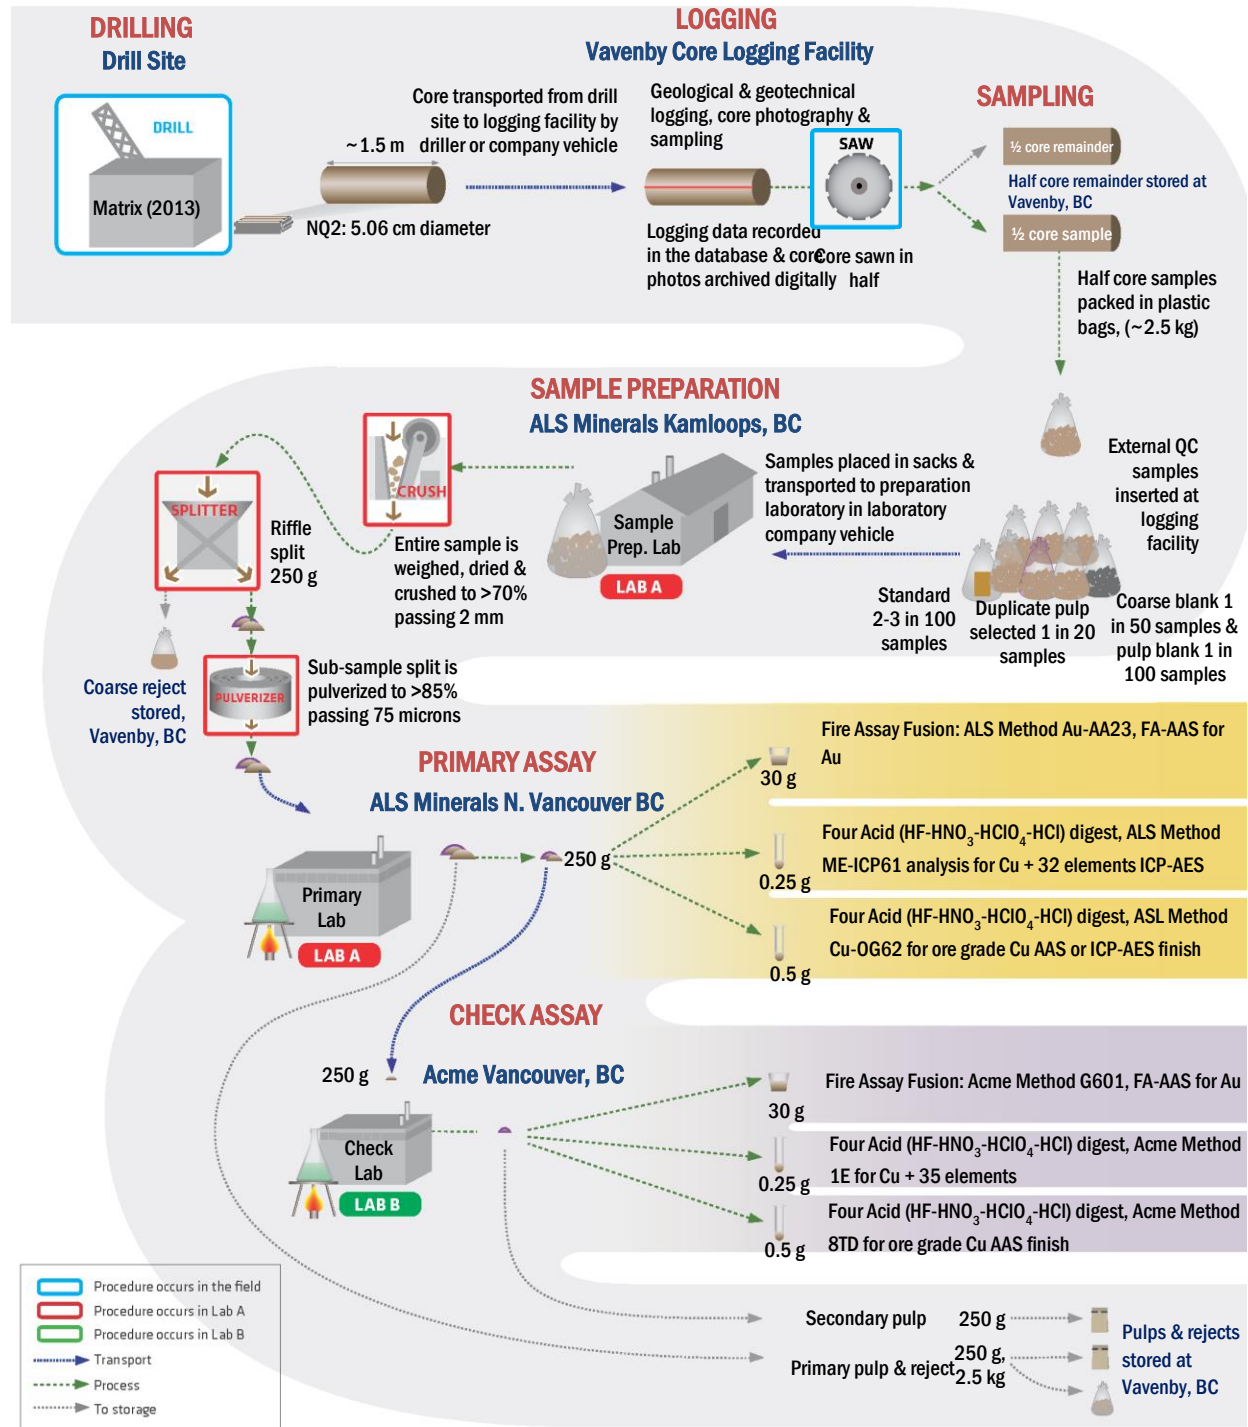 DRILLING
Drill Site
DRILL
Matrix (2013)
~ 1.5 m
NQ2: 5.06 cm diameter
Core transported from drill
site to logging facility by
driller or company vehicle
LOGGING
Vavenby Core Logging Facility
Geological & geotechnical
logging, core photography &
sampling
SAW
Logging data recorded
in the database & core
photos archived digitally
Core sawn in
half
SAMPLING
½ core remainder
Half core remainder stored at
Vavenby, BC
½ core sample
Half core samples
packed in plastic
bags, (~2.5 kg)
External QC
samples
inserted at
logging
facility
Standard
2-3 in 100
samples
Duplicate pulp
selected 1 in 20
samples
Coarse blank 1
in 50 samples &
pulp blank 1 in
100 samples
Samples placed in sacks &
transported to preparation
laboratory in laboratory
company vehicle
SAMPLE PREPARATION
ALS Minerals Kamloops, BC
Sample
Prep. Lab
LAB A
CRUSH
Entire sample is
weighed, dried &
crushed to >70%
passing 2 mm
SPLITTER
Riffle
split
250 g
Coarse reject
stored,
Vavenby, BC
PULVERIZER
Sub-sample split is
pulverized to >85%
passing 75 microns
PRIMARY ASSAY
ALS Minerals N. Vancouver BC
Primary
Lab
LAB A
250 g
30 g
Fire Assay Fusion: ALS Method Au-AA23, FA-AAS for
Au
0.25 g
Four Acid (HF-HNO3-HClO4-HCl) digest, ALS Method
ME-ICP61 analysis for Cu + 32 elements ICP-AES
0.5 g
Four Acid (HF-HNO3-HClO4-HCl) digest, ASL Method
Cu-OG62 for ore grade Cu AAS or ICP-AES finish
CHECK ASSAY
Acme Vancouver, BC
250 g
Check
Lab
LAB B
30 g
Fire Assay Fusion: Acme Method G601, FA-AAS for Au
0.25 g
Four Acid (HF-HNO3-HClO4-HCl) digest, Acme Method
1E for Cu + 35 elements
0.5 g
Four Acid (HF-HNO3-HClO4-HCl) digest, Acme Method
8TD for ore grade Cu AAS finish
Secondary pulp
250 g
Primary pulp & reject
250 g,
2.5 kg
Pulps & rejects
stored at
Vavenby, BC
Procedure occurs in the field
Procedure occurs in Lab A
Procedure occurs in Lab B
Transport
Process
To storage